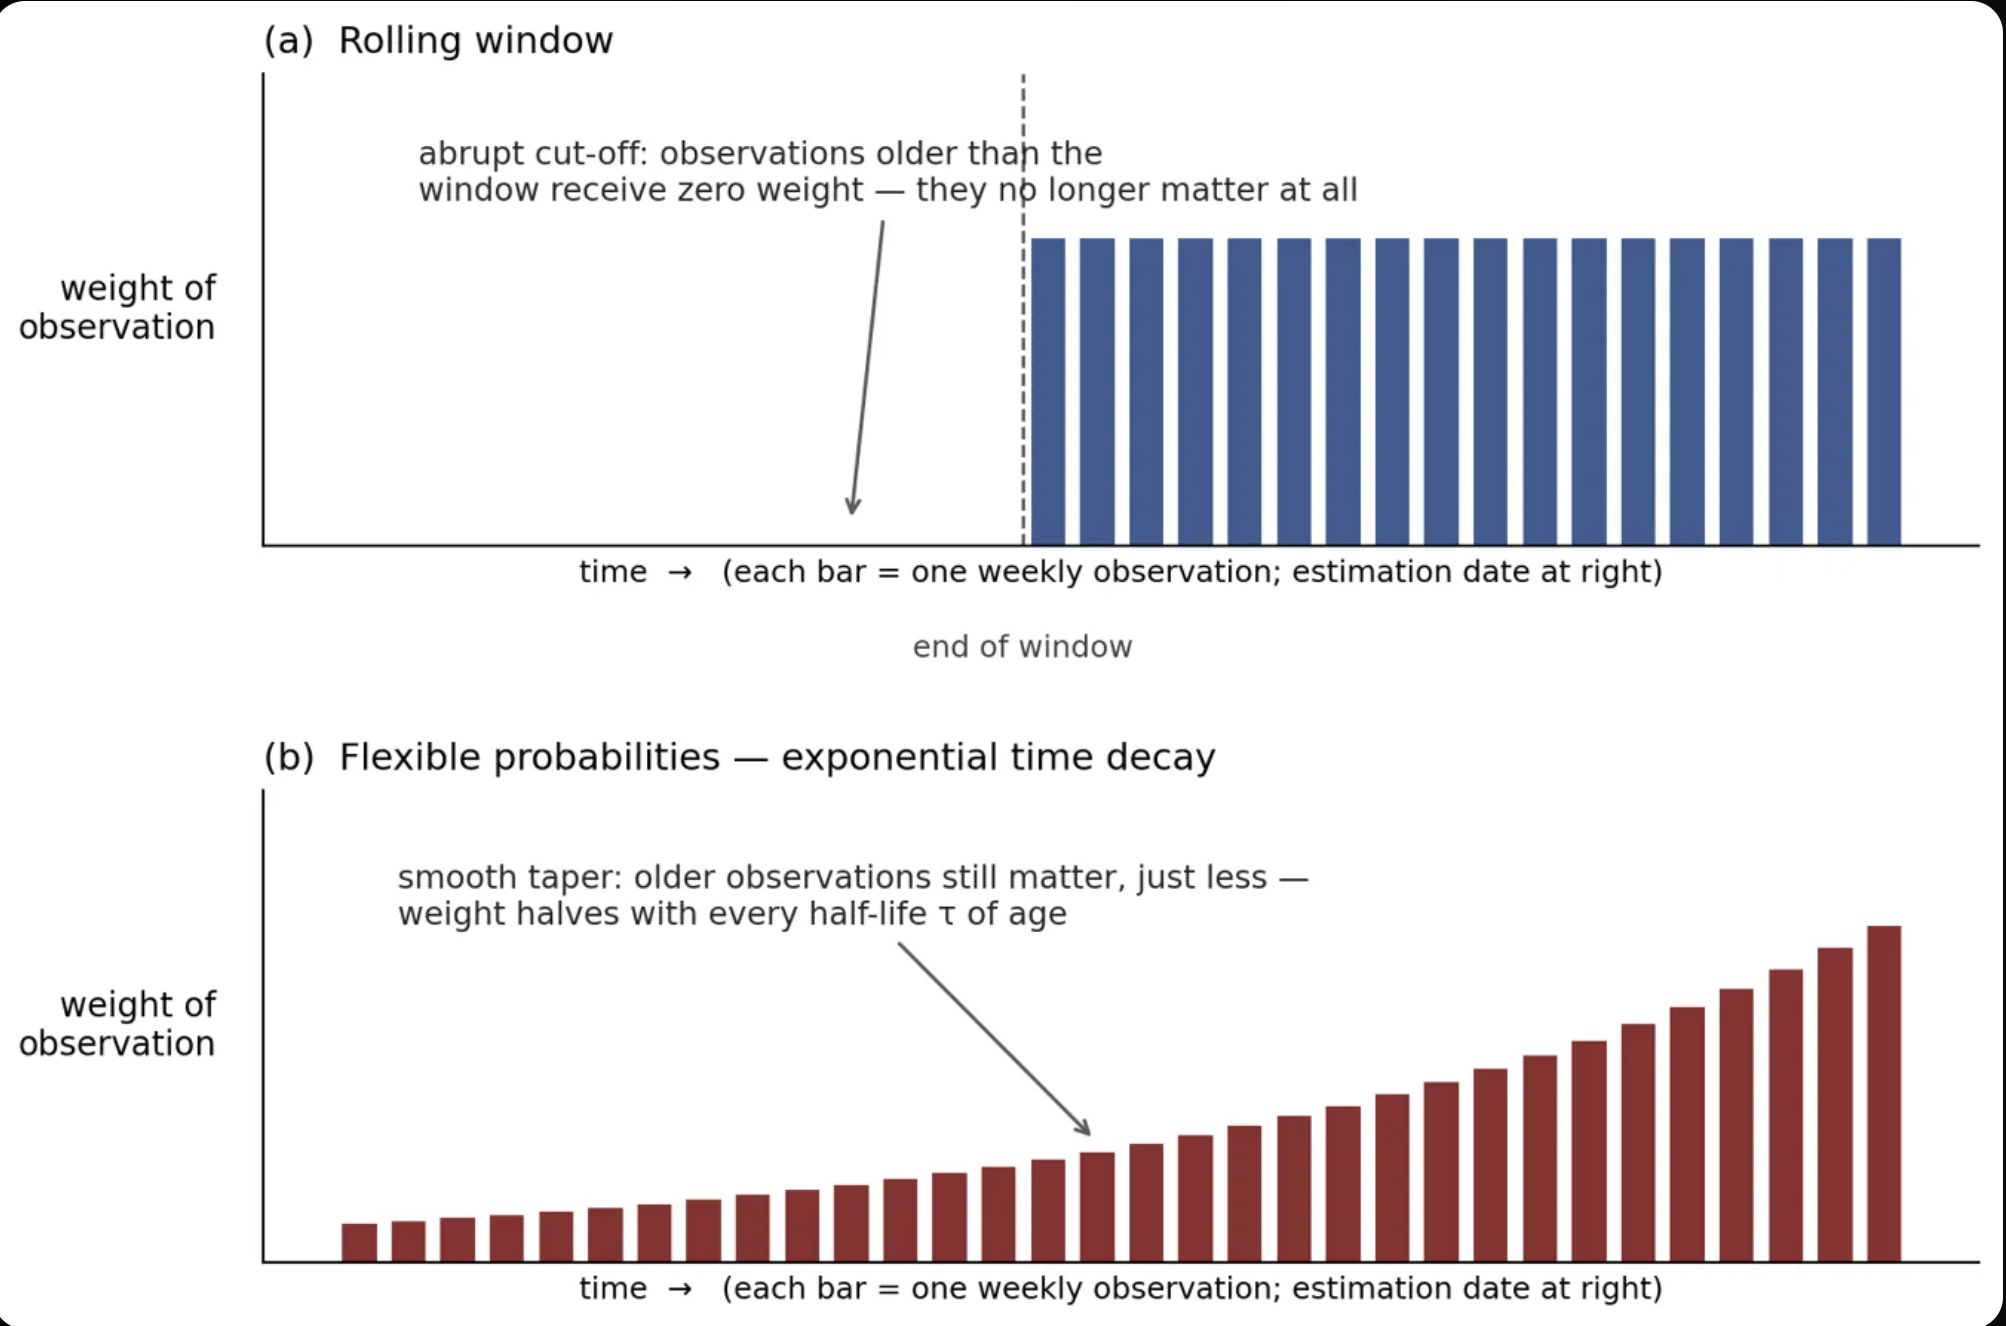 (a)  Rolling window
abrupt cut-off: observations older than the
window receive zero weight — they no longer matter at all
weight of
observation
time  →  (each bar = one weekly observation; estimation date at right)
end of window
(b)  Flexible probabilities — exponential time decay
smooth taper: older observations still matter, just less —
weight halves with every half-life τ of age
weight of
observation
time  →  (each bar = one weekly observation; estimation date at right)